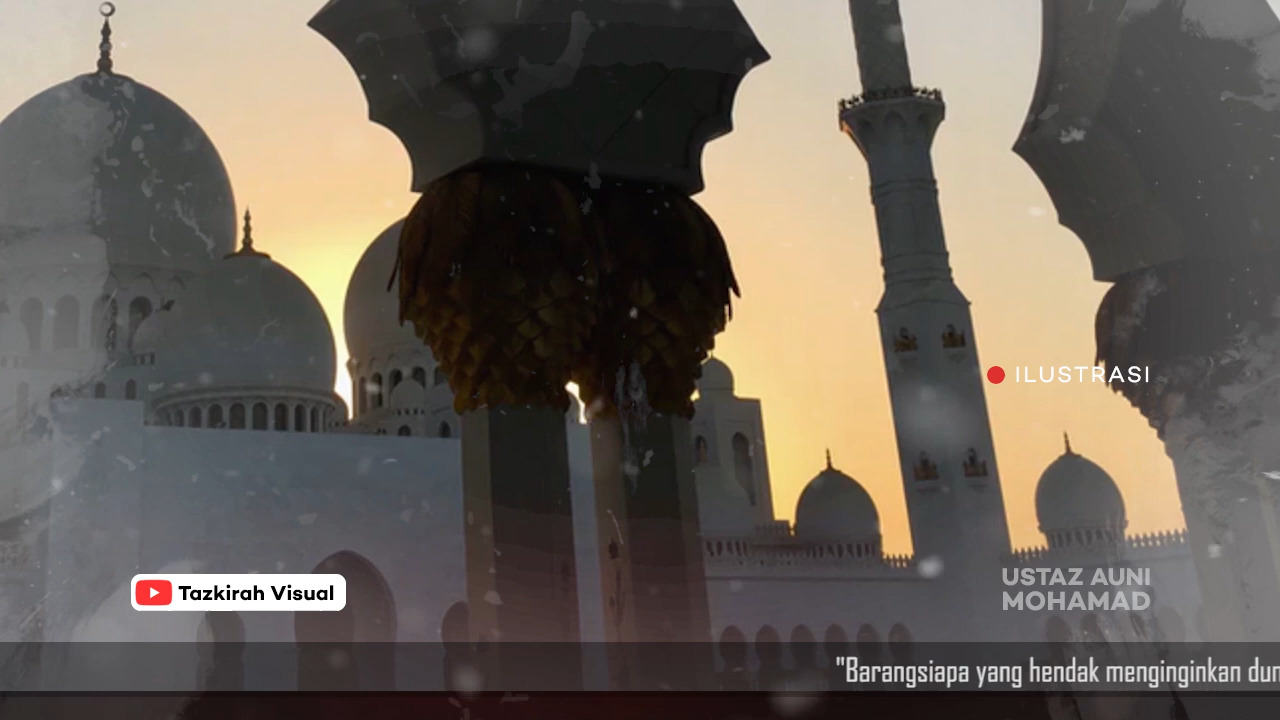 ILUSTRASI
Tazkirah Visual
USTAZ AUNI
MOHAMAD
"Barangsiapa yang hendak menginginkan dun